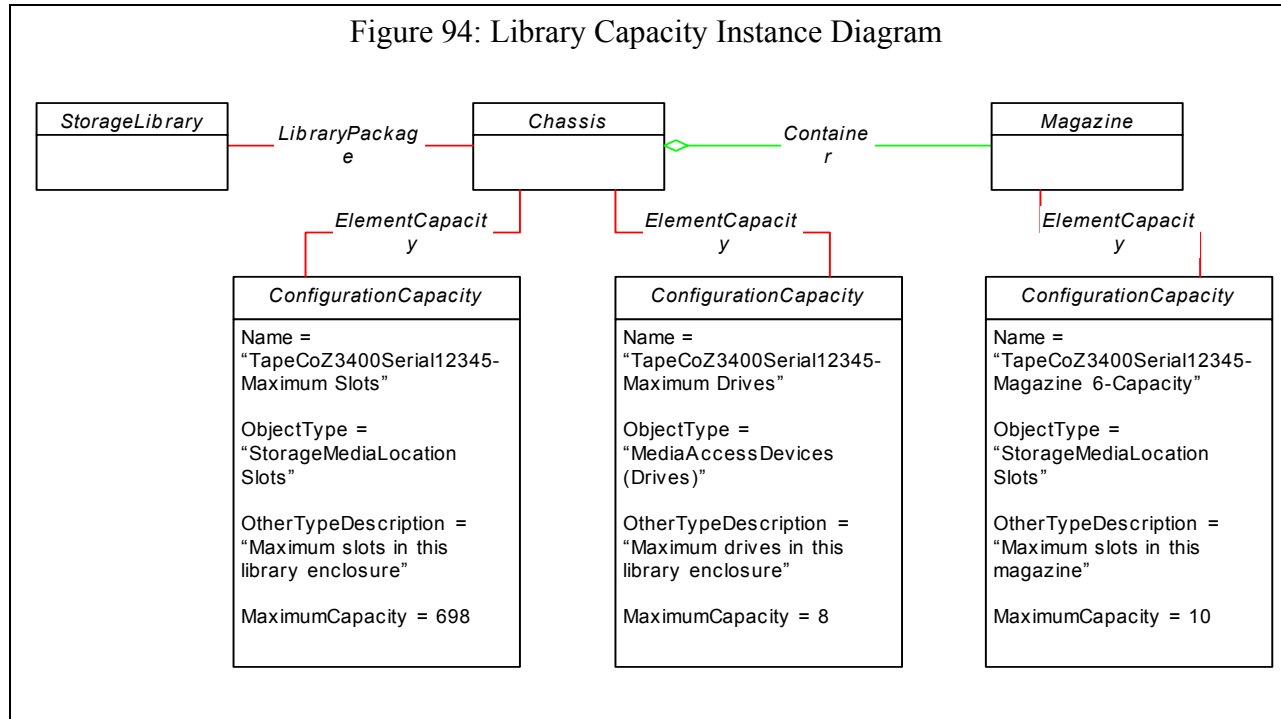 Figure 94: Library Capacity Instance Diagram
StorageLibrary
LibraryPackag
e
Chassis
Containe
r
Magazine
ElementCapacit
y
ElementCapacit
y
ElementCapacit
y
ConfigurationCapacity
Name =
“TapeCoZ3400Serial12345-
Maximum Slots”
ObjectType =
“StorageMediaLocation
Slots”
OtherTypeDescription =
“Maximum slots in this
library enclosure”
MaximumCapacity = 698
ConfigurationCapacity
Name =
“TapeCoZ3400Serial12345-
Maximum Drives”
ObjectType =
“MediaAccessDevices
(Drives)”
OtherTypeDescription =
“Maximum drives in this
library enclosure”
MaximumCapacity = 8
ConfigurationCapacity
Name =
“TapeCoZ3400Serial12345-
Magazine 6-Capacity”
ObjectType =
“StorageMediaLocation
Slots”
OtherTypeDescription =
“Maximum slots in this
magazine”
MaximumCapacity = 10